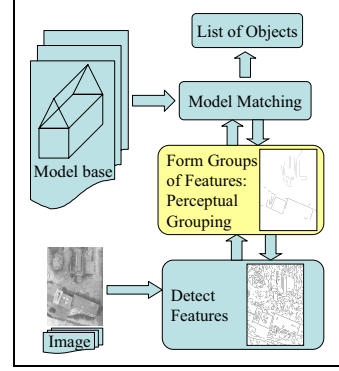 List of Objects
Model Matching
Model base
Form Groups
of Features:
Perceptual
Grouping
Detect
Features
Image